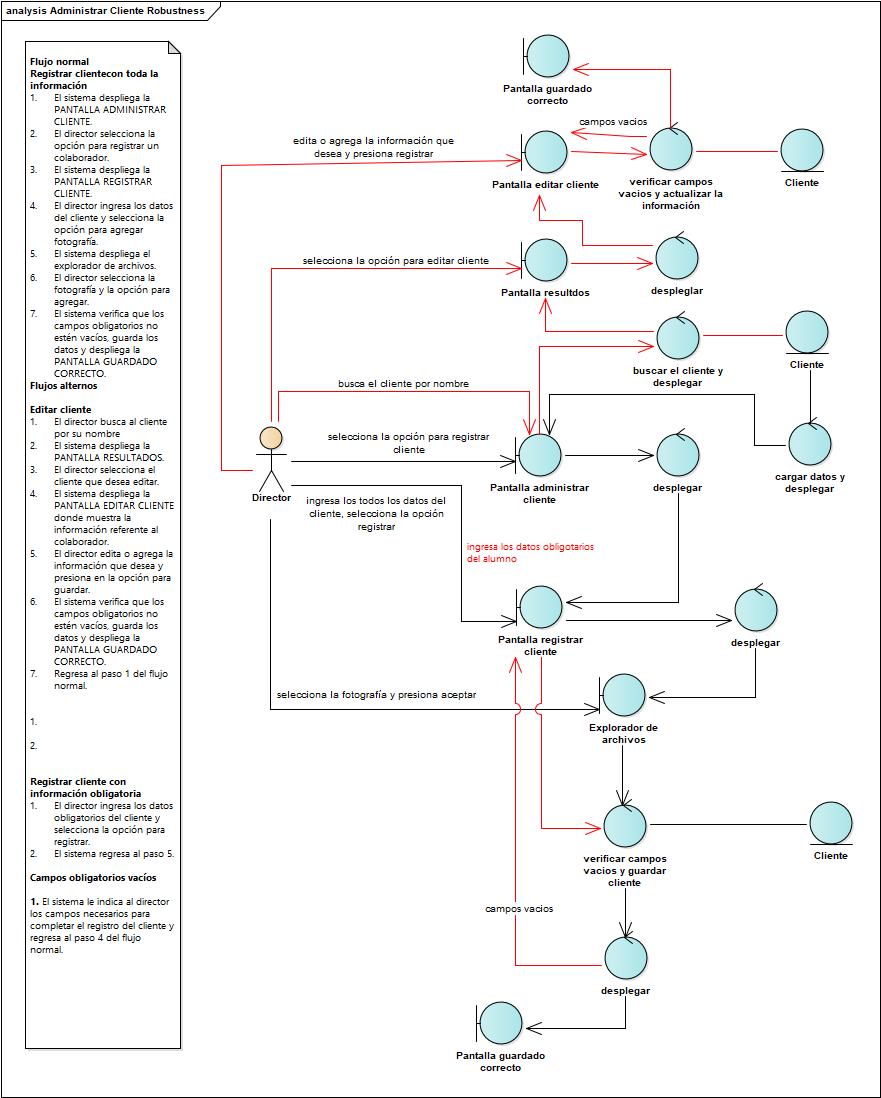 analysis Administrar Cliente Robustness
Flujo normal
Registrar clientecon toda la
información
1. El sistema despliega la
PANTALLA ADMINISTRAR
CLIENTE.
2. El director selecciona la
opción para registrar un
colaborador.
3. El sistema despliega la
PANTALLA REGISTRAR
CLIENTE.
4. El director ingresa los datos
del cliente y selecciona la
opción para agregar
fotografía.
5. El sistema despliega el
explorador de archivos.
6. El director selecciona la
fotografía y la opción para
agregar.
7. El sistema verifica que los
campos obligatorios no
estén vacíos, guarda los
datos y despliega la
PANTALLA GUARDADO
CORRECTO.
Flujos alternos
Editar cliente
1. El director busca al cliente
por su nombre
2. El sistema despliega la
PANTALLA RESULTADOS.
3. El director selecciona el
cliente que desea editar.
4. El sistema despliega la
PANTALLA EDITAR CLIENTE
donde muestra la
información referente al
colaborador.
5. El director edita o agrega la
información que desea y
presiona en la opción para
guardar.
6. El sistema verifica que los
campos obligatorios no
estén vacíos, guarda los
datos y despliega la
PANTALLA GUARDADO
CORRECTO.
7. Regresa al paso 1 del flujo
normal.
1.
2.
Registrar cliente con
información obligatoria
1. El director ingresa los datos
obligatorios del cliente y
selecciona la opción para
registrar.
2. El sistema regresa al paso 5.
Campos obligatorios vacíos
1. El sistema le indica al director
los campos necesarios para
completar el registro del cliente y
regresa al paso 4 del flujo
normal.
Pantalla guardado
correcto
campos vacios
edita o agrega la información que
desea y presiona registrar
Pantalla editar cliente
verificar campos
vacios y actualizar la
información
Cliente
selecciona la opción para editar cliente
Pantalla resultdos
despleglar
buscar el cliente y
desplegar
Cliente
busca el cliente por nombre
selecciona la opción para registrar
cliente
Director
Pantalla administrar
cliente
desplegar
cargar datos y
desplegar
ingresa los todos los datos del
cliente, selecciona la opción
registrar
ingresa los datos obligotarios
del alumno
Pantalla registrar
cliente
desplegar
selecciona la fotografía y presiona aceptar
Explorador de
archivos
verificar campos
vacios y guardar
cliente
Cliente
campos vacios
desplegar
Pantalla guardado
correcto